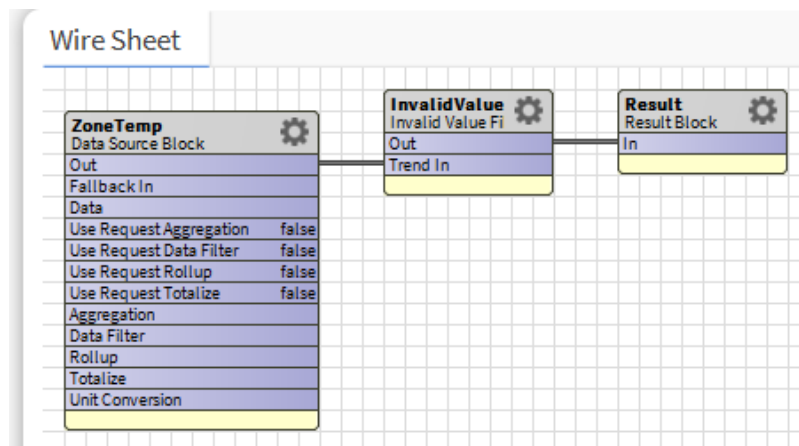 Wire Sheet
ZoneTemp
Data Source Block
Out
Fallback In
Data
Use Request Aggregation false
Use Request Data Filter false
Use Request Rollup false
Use Request Totalize false
Aggregation
Data Filter
Rollup
Totalize
Unit Conversion
InvalidValue
Invalid Value Fi
Out
Trend In
Result
Result Block
In